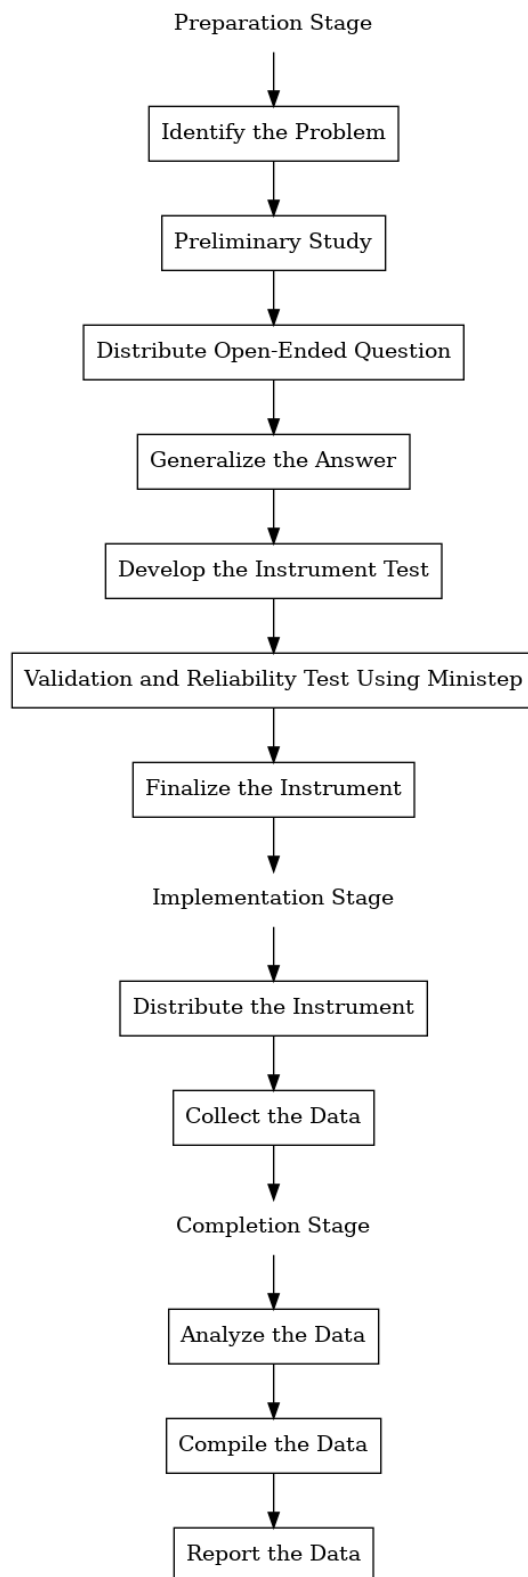 Preparation Stage
Identify the Problem
Preliminary Study
Distribute Open-Ended Question
Generalize the Answer
Develop the Instrument Test
Validation and Reliability Test Using Ministep
Finalize the Instrument
Implementation Stage
Distribute the Instrument
Collect the Data
Completion Stage
Analyze the Data
Compile the Data
Report the Data